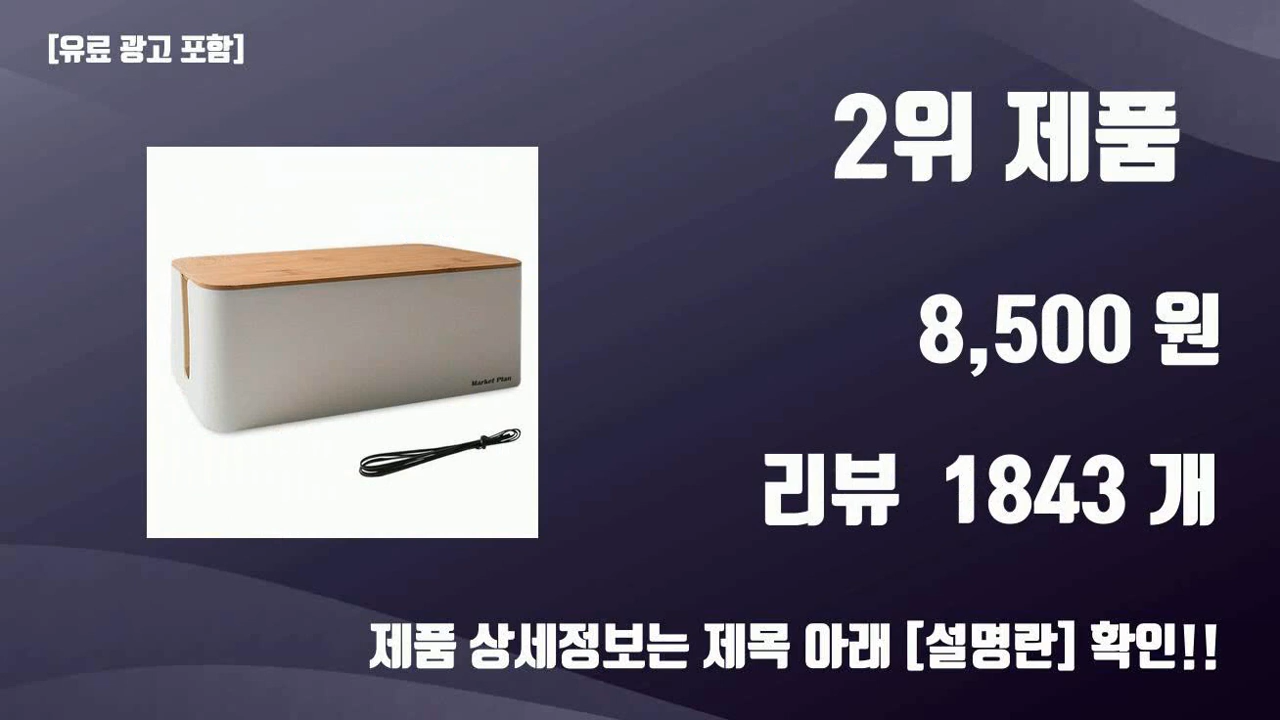 [유료 광고 포함]
2위 제품
Market Plan
8,500 원
리뷰 1843 개
제품 상세정보는 제목 아래 [설명란] 확인!!